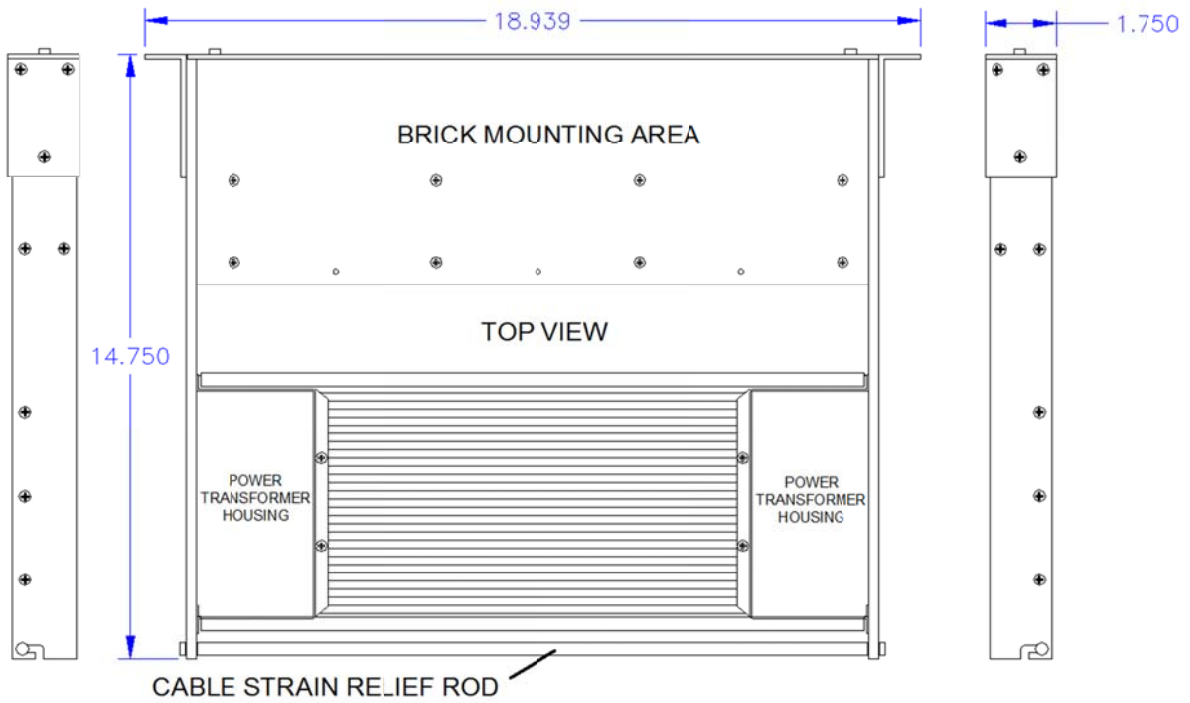 18.939
1.750
BRICK MOUNTING AREA
TOP VIEW
14.750
POWER
TRANSFORMER
HOUSING
POWER
TRANSFORMER
HOUSING
CABLE STRAIN RELIEF ROD